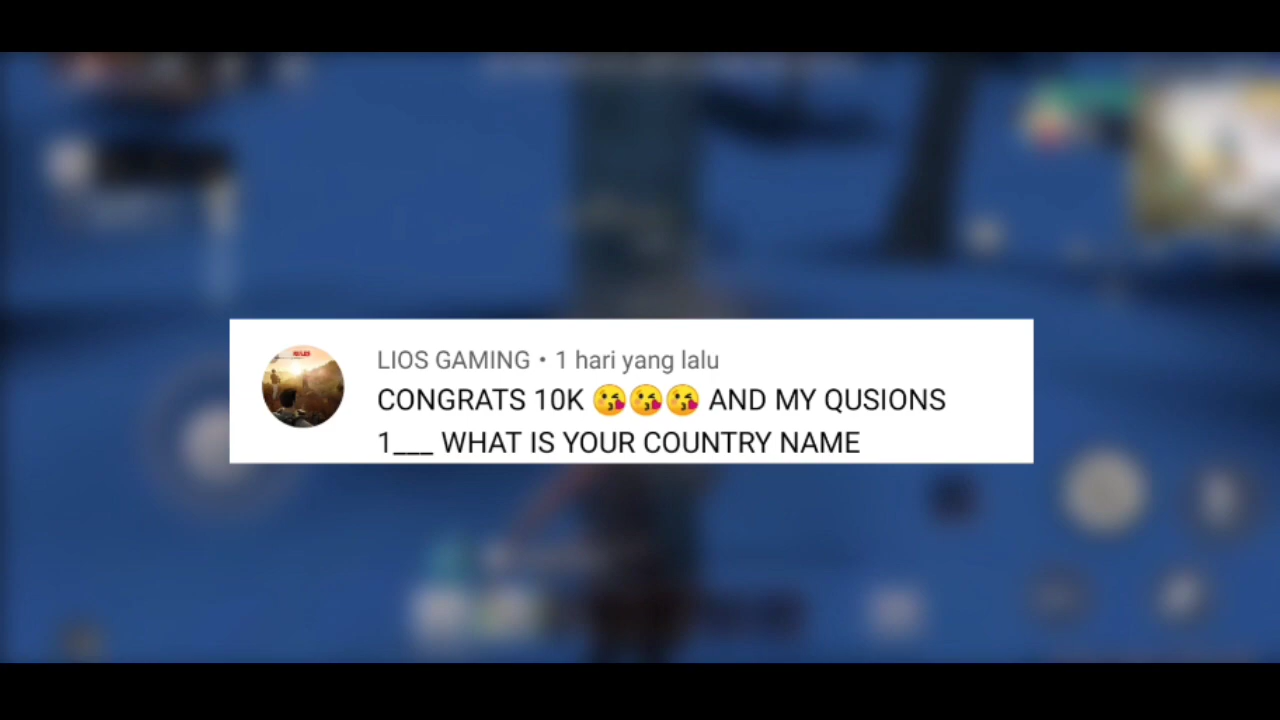 LIOS GAMING • 1 hari yang lalu
CONGRATS 10K 😘😘😘 AND MY QUSIONS
1___ WHAT IS YOUR COUNTRY NAME